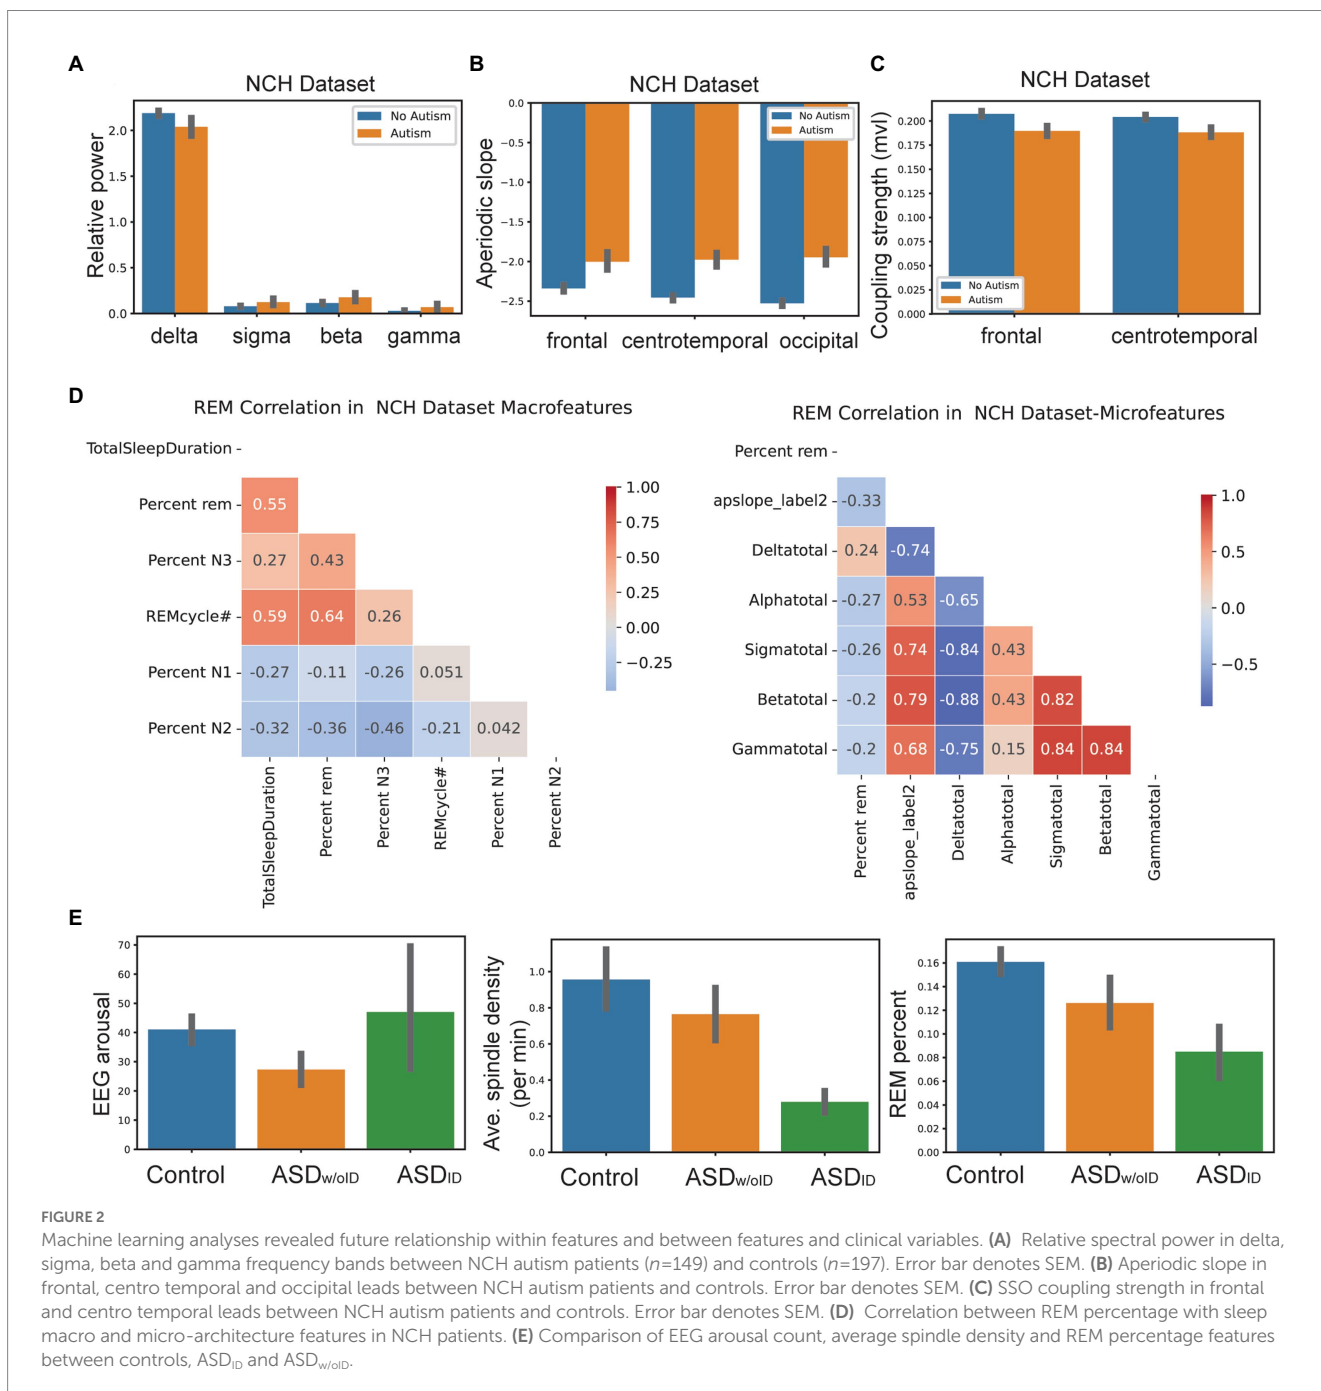 A
NCH Dataset
Relative power
2.0
1.5
1.0
0.5
0.0
No Autism
Autism
delta sigma beta gamma
B
NCH Dataset
Aperiodic slope
0.0
−0.5
−1.0
−1.5
−2.0
−2.5
No Autism
Autism
frontal centrotemporal occipital
C
NCH Dataset
Coupling strength (mvl)
0.200
0.175
0.150
0.125
0.100
0.075
0.050
0.025
0.000
No Autism
Autism
frontal centrotemporal
D
REM Correlation in NCH Dataset Macrofeatures
TotalSleepDuration
Percent rem 0.55
Percent N3 0.27 0.43
REMcycle# 0.59 0.64 0.26
Percent N1 -0.27 -0.11 -0.26 0.051
Percent N2 -0.32 -0.36 -0.46 -0.21 0.042
TotalSleepDuration
Percent rem
Percent N3
REMcycle#
Percent N1
Percent N2
1.00
0.75
0.50
0.25
0.00
−0.25
REM Correlation in NCH Dataset-Microfeatures
Percent rem
apslope_label2 -0.33
Deltatotal 0.24 -0.74
Alphatotal -0.27 0.53 -0.65
Sigmatotal -0.26 0.74 -0.84 0.43
Betatotal -0.2 0.79 -0.88 0.43 0.82
Gammatotal -0.2 0.68 -0.75 0.15 0.84 0.84
Percent rem
apslope_label2
Deltatotal
Alphatotal
Sigmatotal
Betatotal
Gammatotal
1.0
0.5
0.0
−0.5
E
EEG arousal
70
60
50
40
30
20
10
0
Control ASDw/oID ASDID
Ave. spindle density
(per min)
1.0
0.8
0.6
0.4
0.2
0.0
Control ASDw/oID ASDID
REM percent
0.16
0.14
0.12
0.10
0.08
0.06
0.04
0.02
0.00
Control ASDw/oID ASDID
FIGURE 2
Machine learning analyses revealed future relationship within features and between features and clinical variables. (A) Relative spectral power in delta,
sigma, beta and gamma frequency bands between NCH autism patients (n=149) and controls (n=197). Error bar denotes SEM. (B) Aperiodic slope in
frontal, centro temporal and occipital leads between NCH autism patients and controls. Error bar denotes SEM. (C) SSO coupling strength in frontal
and centro temporal leads between NCH autism patients and controls. Error bar denotes SEM. (D) Correlation between REM percentage with sleep
macro and micro-architecture features in NCH patients. (E) Comparison of EEG arousal count, average spindle density and REM percentage features
between controls, ASDID and ASDw/oID.